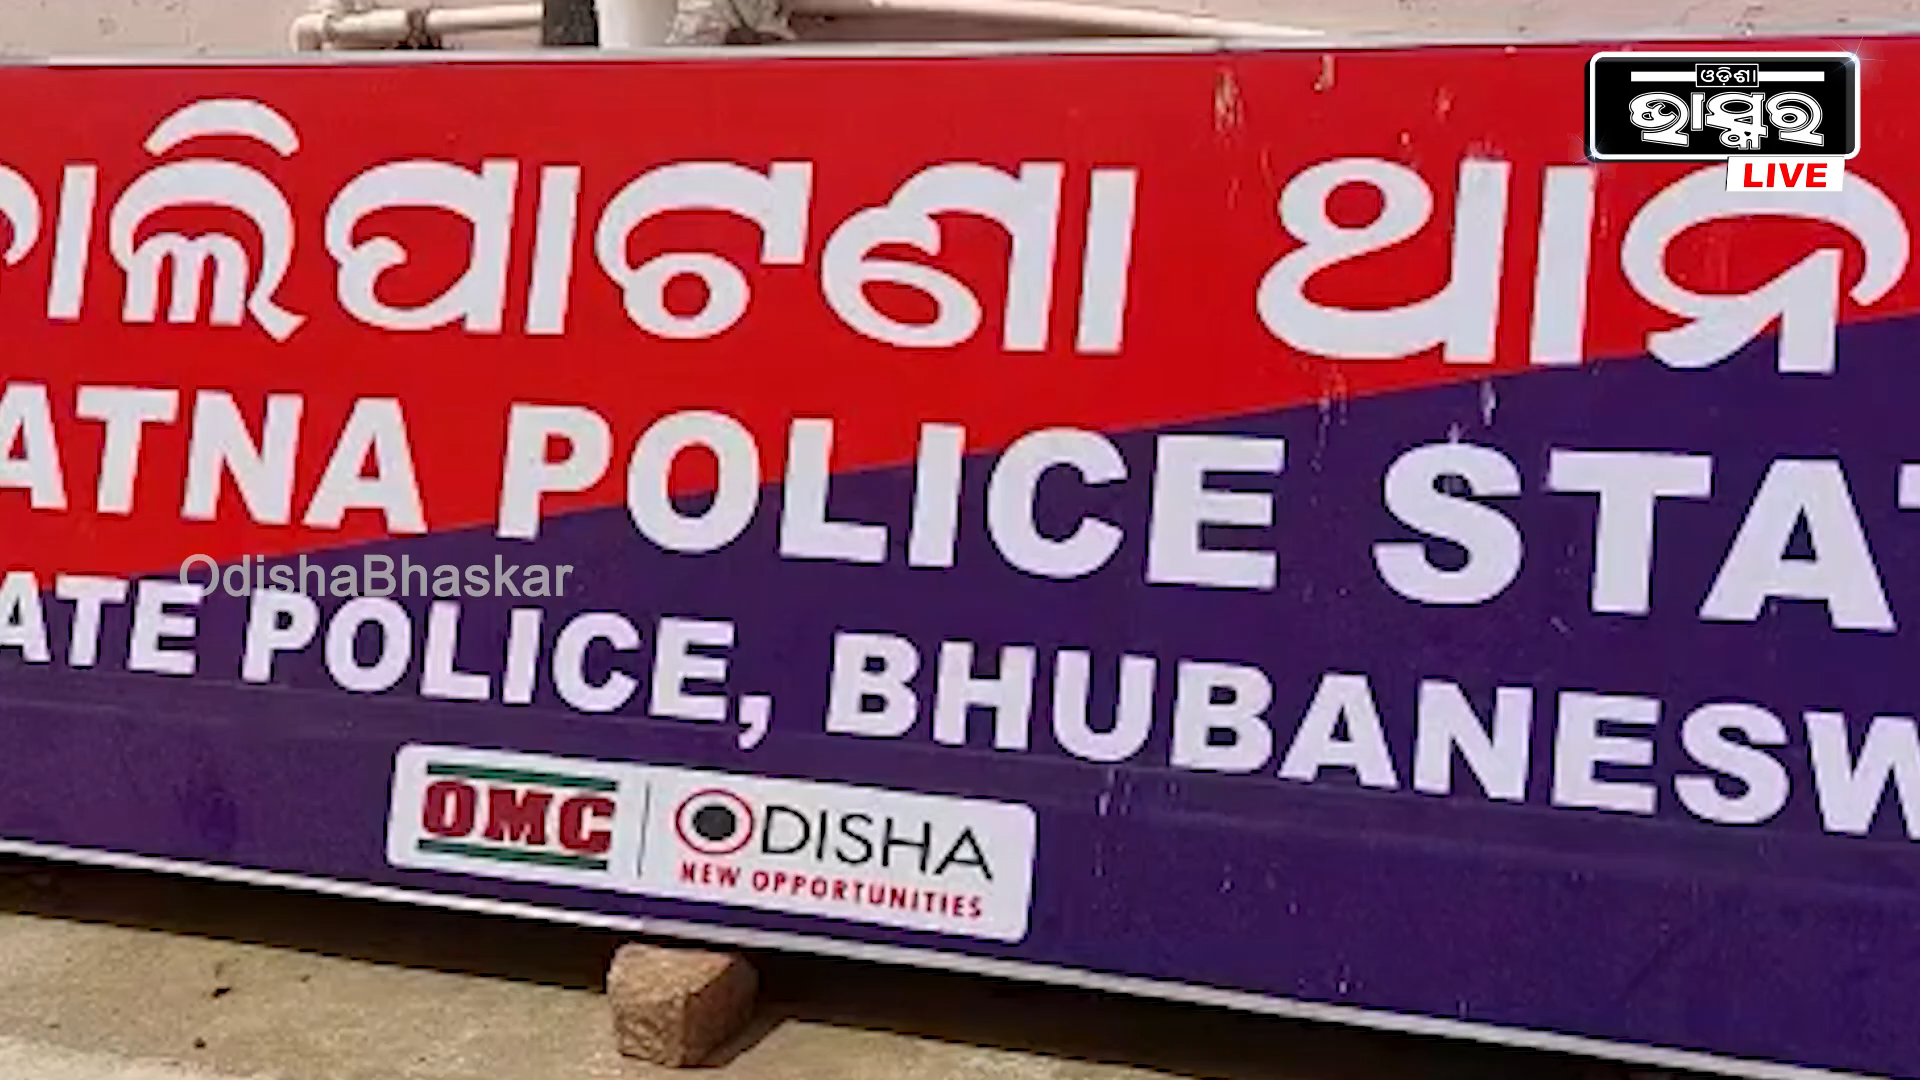 ଓଡ଼ିଶା
ଭାସ୍କର
LIVE
ାଲିପାଟଣା ଥାନ
ATNA POLICE STAT
OdishaBhaskar
ATE POLICE, BHUBANESW
OMC ODISHA
NEW OPPORTUNITIES